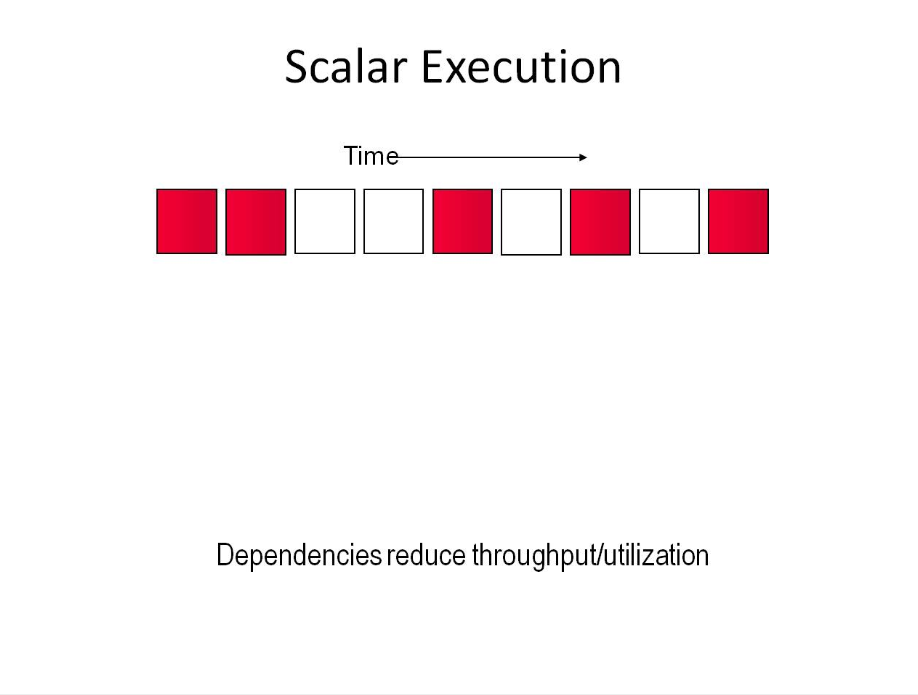 Scalar Execution
Time
Dependencies reduce throughput/utilization